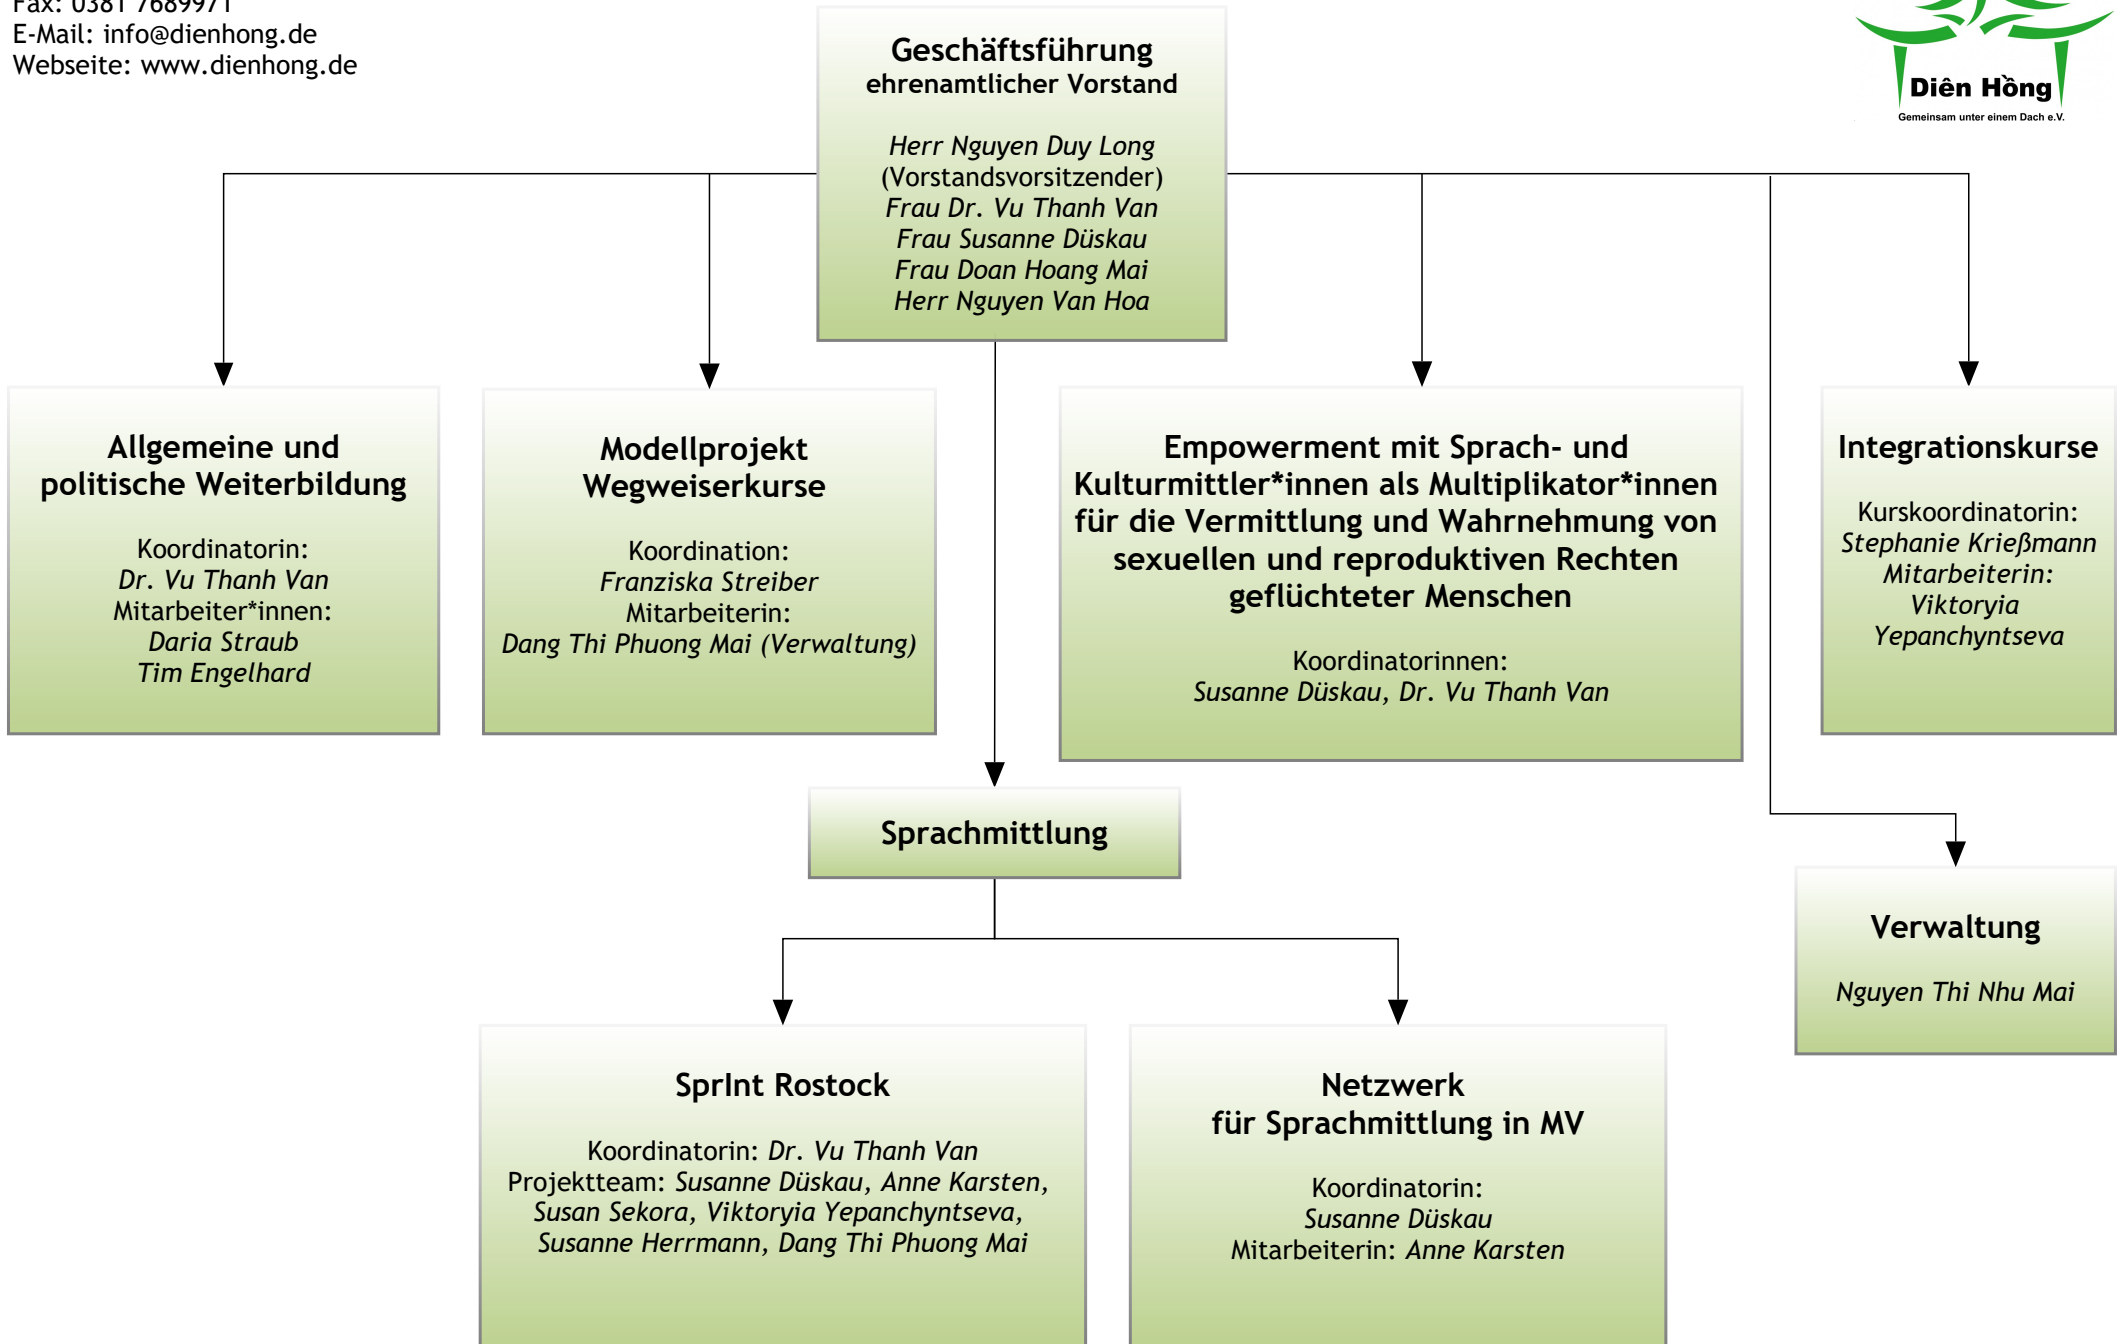 Fax: 0381 7689971
E-Mail: info@dienhong.de
Webseite: www.dienhong.de
Diên Hồng
Gemeinsam unter einem Dach e.V.
Geschäftsführung
ehrenamtlicher Vorstand
Herr Nguyen Duy Long
(Vorstandsvorsitzender)
Frau Dr. Vu Thanh Van
Frau Susanne Düskau
Frau Doan Hoang Mai
Herr Nguyen Van Hoa
Allgemeine und
politische Weiterbildung
Koordinatorin:
Dr. Vu Thanh Van
Mitarbeiter*innen:
Daria Straub
Tim Engelhard
Modellprojekt
Wegweiserkurse
Koordination:
Franziska Streiber
Mitarbeiterin:
Dang Thi Phuong Mai (Verwaltung)
Empowerment mit Sprach- und
Kulturmittler*innen als Multiplikator*innen
für die Vermittlung und Wahrnehmung von
sexuellen und reproduktiven Rechten
geflüchteter Menschen
Koordinatorinnen:
Susanne Düskau, Dr. Vu Thanh Van
Integrationskurse
Kurskoordinatorin:
Stephanie Krießmann
Mitarbeiterin:
Viktoryia
Yepanchyntseva
Sprachmittlung
Verwaltung
Nguyen Thi Nhu Mai
SprInt Rostock
Koordinatorin: Dr. Vu Thanh Van
Projektteam: Susanne Düskau, Anne Karsten,
Susan Sekora, Viktoryia Yepanchyntseva,
Susanne Herrmann, Dang Thi Phuong Mai
Netzwerk
für Sprachmittlung in MV
Koordinatorin:
Susanne Düskau
Mitarbeiterin: Anne Karsten